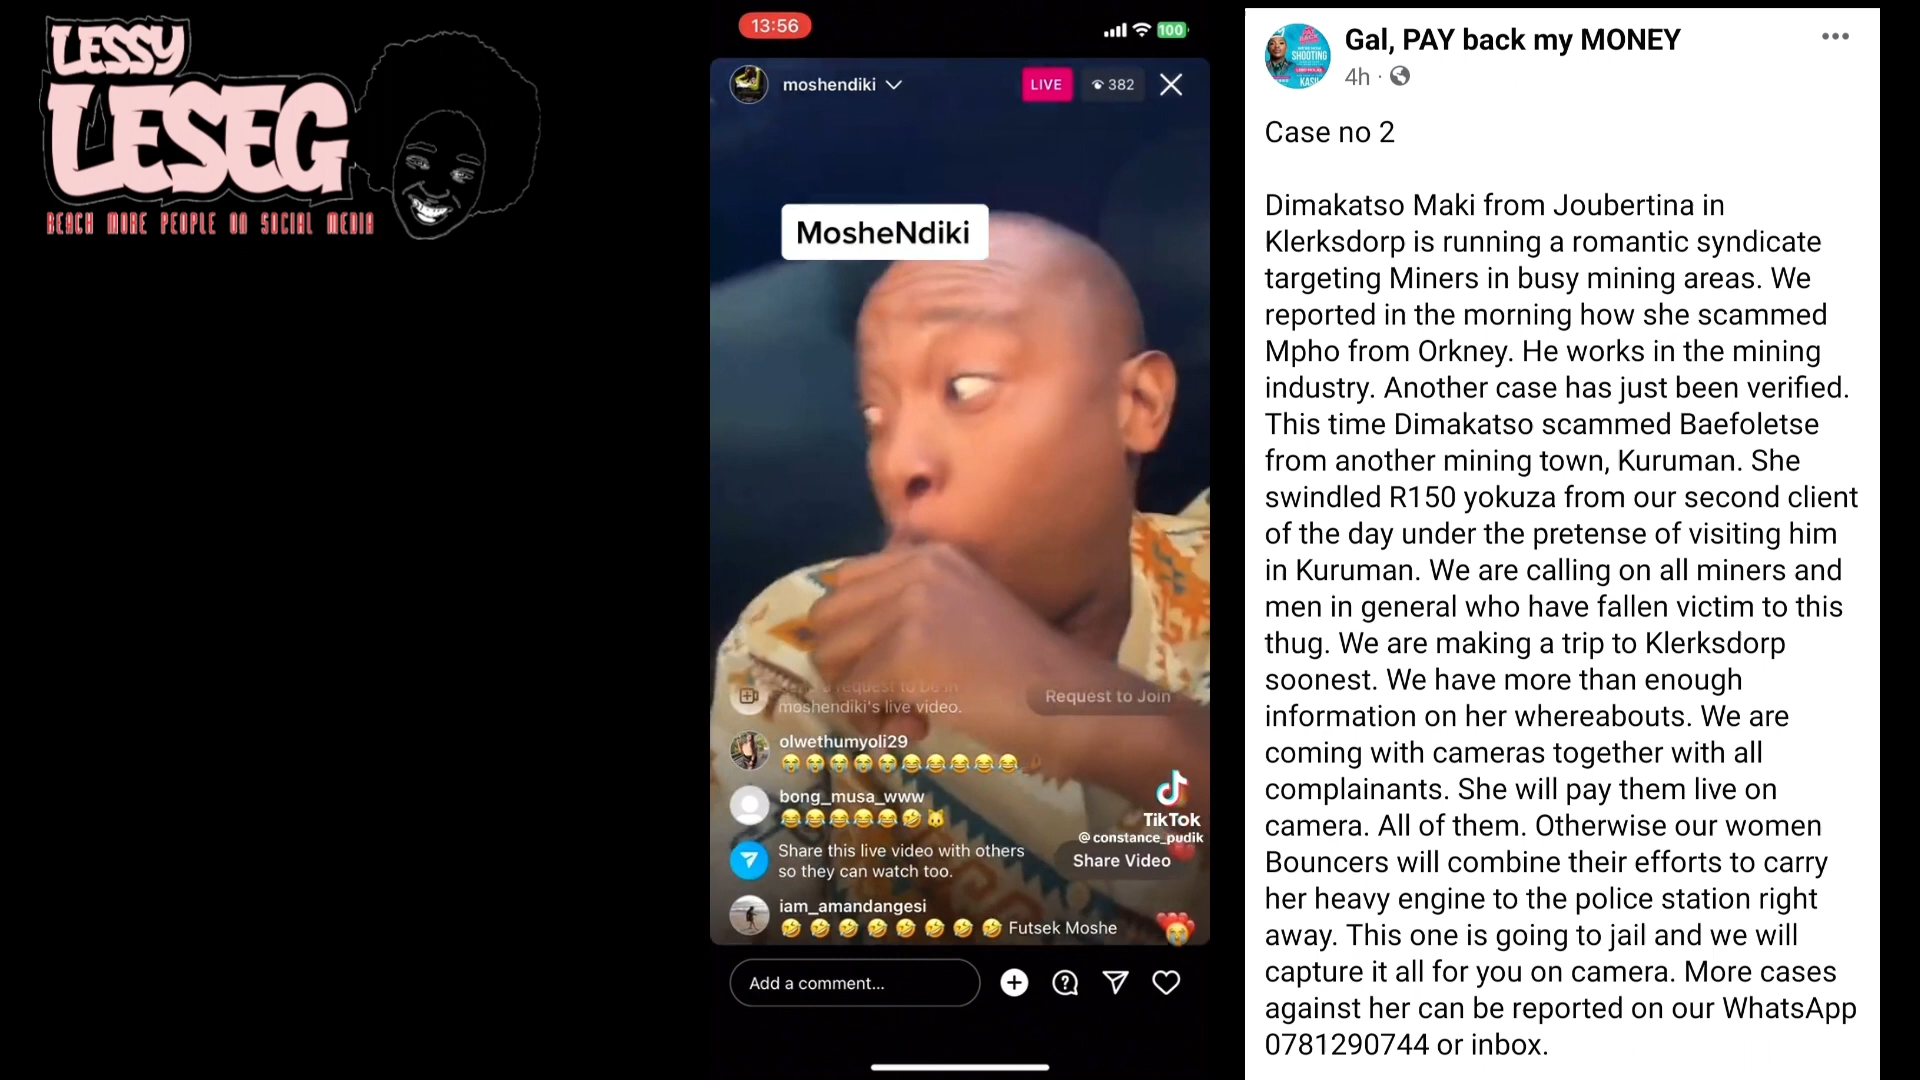 LESSY
LESEG
REACH MORE PEOPLE ON SOCIAL MEDIA
13:56
100
moshendiki
LIVE
382
MosheNdiki
moshendiki's live video.
Request to Join
olwethumyoli29
😭😭😭😭😭😂😂😂😂😂
bong_musa_www
😂😂😂😂😂🤣😹
TikTok
@constance_pudik
Share this live video with others
so they can watch too.
Share Video
iam_amandangesi
🤣🤣🤣🤣🤣🤣🤣🤣 Futsek Moshe
Add a comment...
Gal, PAY back my MONEY
4h ·
SHOOTING
Case no 2
Dimakatso Maki from Joubertina in
Klerksdorp is running a romantic syndicate
targeting Miners in busy mining areas. We
reported in the morning how she scammed
Mpho from Orkney. He works in the mining
industry. Another case has just been verified.
This time Dimakatso scammed Baefoletse
from another mining town, Kuruman. She
swindled R150 yokuza from our second client
of the day under the pretense of visiting him
in Kuruman. We are calling on all miners and
men in general who have fallen victim to this
thug. We are making a trip to Klerksdorp
soonest. We have more than enough
information on her whereabouts. We are
coming with cameras together with all
complainants. She will pay them live on
camera. All of them. Otherwise our women
Bouncers will combine their efforts to carry
her heavy engine to the police station right
away. This one is going to jail and we will
capture it all for you on camera. More cases
against her can be reported on our WhatsApp
0781290744 or inbox.